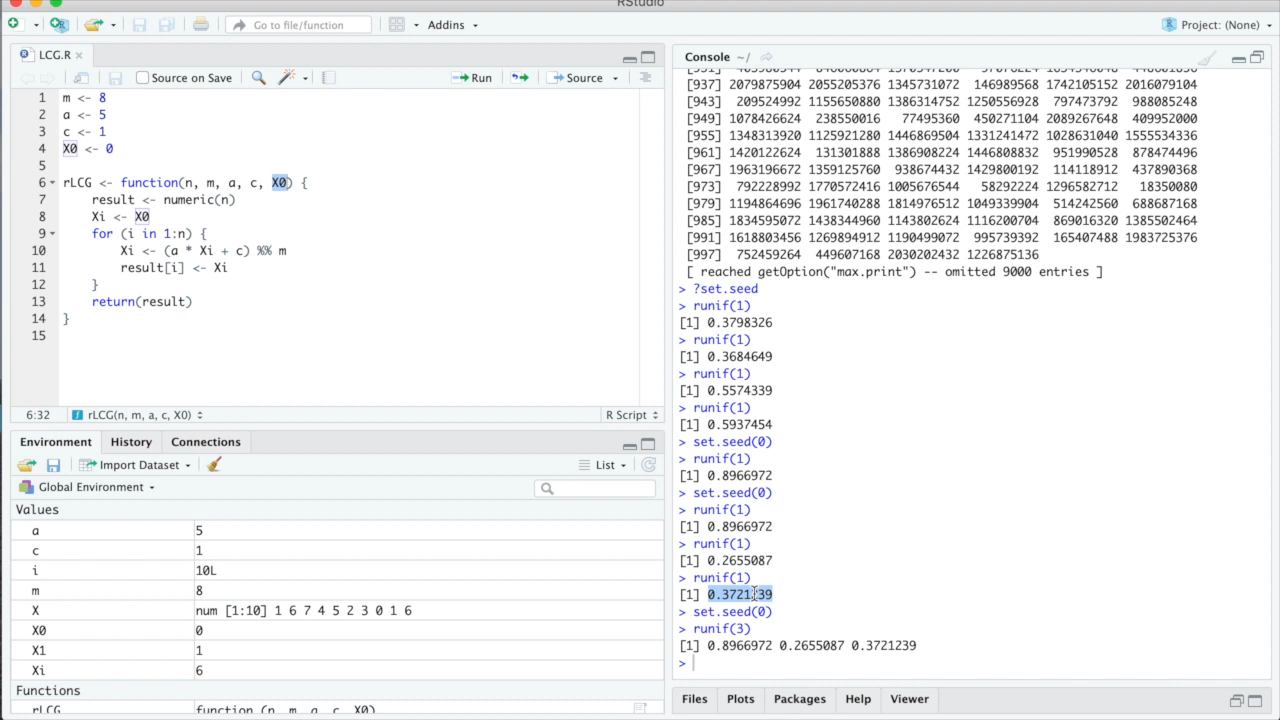 RStudio
Go to file/function
Addins
Project: (None)
LCG.R
Source on Save
Run
Source
1 m <- 8
2 a <- 5
3 c <- 1
4 X0 <- 0
5
6 rLCG <- function(n, m, a, c, X0) {
7 result <- numeric(n)
8 Xi <- X0
9 for (i in 1:n) {
10 Xi <- (a * Xi + c) %% m
11 result[i] <- Xi
12 }
13 return(result)
14 }
15
6:32 rLCG(n, m, a, c, X0) R Script
Environment History Connections
Import Dataset List
Global Environment
Values
a 5
c 1
i 10L
m 8
X num [1:10] 1 6 7 4 5 2 3 0 1 6
X0 0
X1 1
Xi 6
Functions
rLCG function (n, m, a, c, X0)
Console ~/
[937] 2079875904 2055205376 1345731072 146989568 1742105152 2016079104
[943] 209524992 1155650880 1386314752 1250556928 797473792 988085248
[949] 1078426624 238550016 77495360 450271104 2089267648 409952000
[955] 1348313920 1125921280 1446869504 1331241472 1028631040 1555534336
[961] 1420122624 131301888 1386908224 1446808832 951990528 878474496
[967] 1963196672 1359125760 938674432 1429800192 114118912 437890368
[973] 792228992 1770572416 1005676544 58292224 1296582712 18350080
[979] 1194864696 1961740288 1814976512 1049339904 514242560 688687168
[985] 1834595072 1438344960 1143802624 1116200704 869016320 1385502464
[991] 1618803456 1269894912 1190499072 995739392 165407488 1983725376
[997] 752459264 449607168 2030202432 1226875136
[ reached getOption("max.print") -- omitted 9000 entries ]
> ?set.seed
> runif(1)
[1] 0.3798326
> runif(1)
[1] 0.3684649
> runif(1)
[1] 0.5574339
> runif(1)
[1] 0.5937454
> set.seed(0)
> runif(1)
[1] 0.8966972
> set.seed(0)
> runif(1)
[1] 0.8966972
> runif(1)
[1] 0.2655087
> runif(1)
[1] 0.3721239
> set.seed(0)
> runif(3)
[1] 0.8966972 0.2655087 0.3721239
>
Files Plots Packages Help Viewer